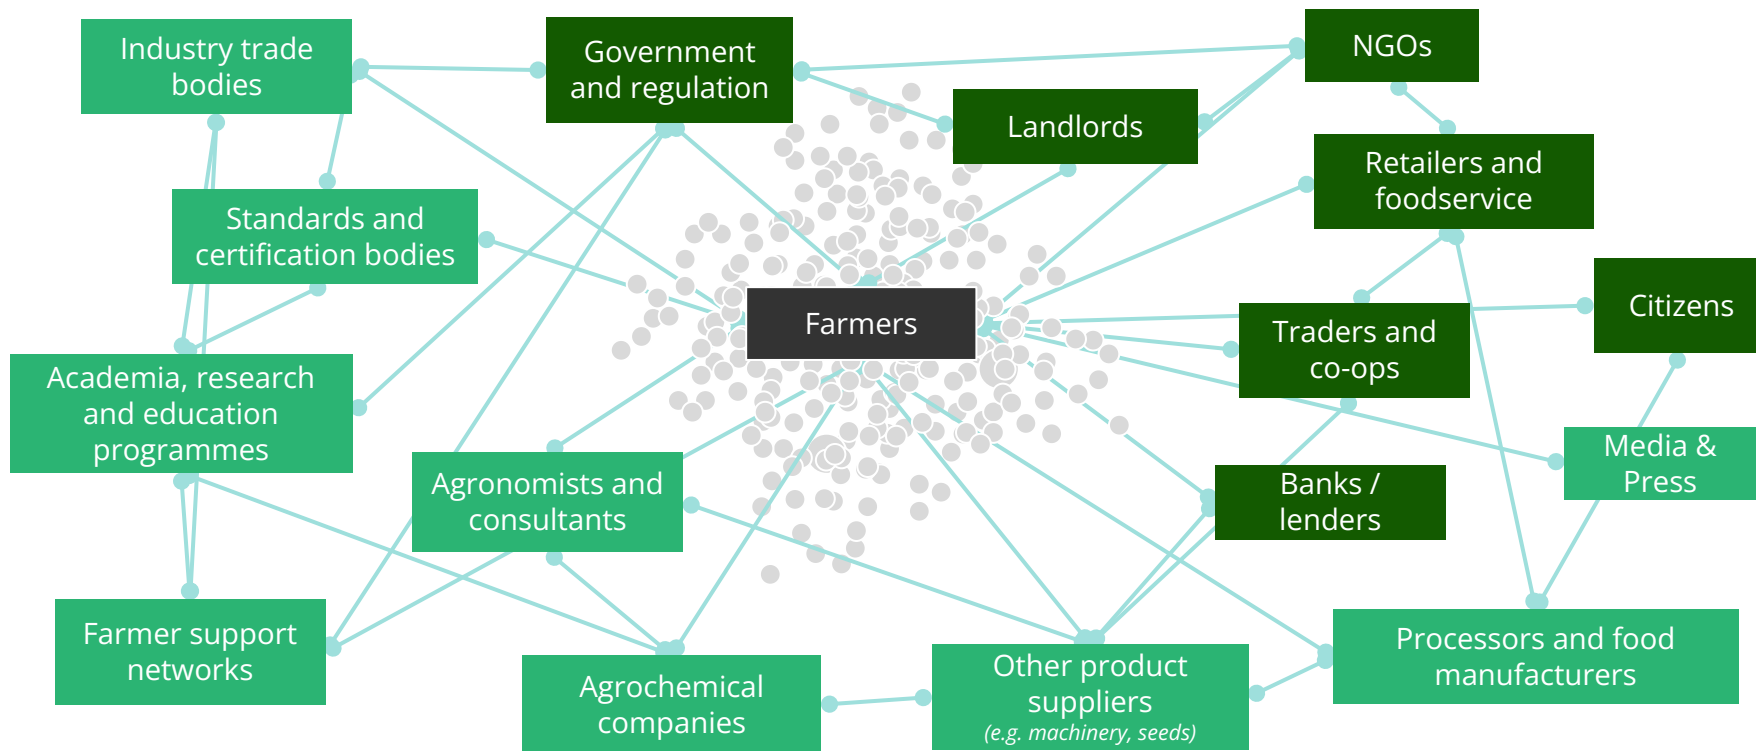 Industry trade
bodies
Government
and regulation
NGOs
Landlords
Retailers and
foodservice
Standards and
certification bodies
Citizens
Farmers
Traders and
co-ops
Academia, research
and education
programmes
Media &
Press
Agronomists and
consultants
Banks /
lenders
Farmer support
networks
Agrochemical
companies
Other product
suppliers
(e.g. machinery, seeds)
Processors and food
manufacturers